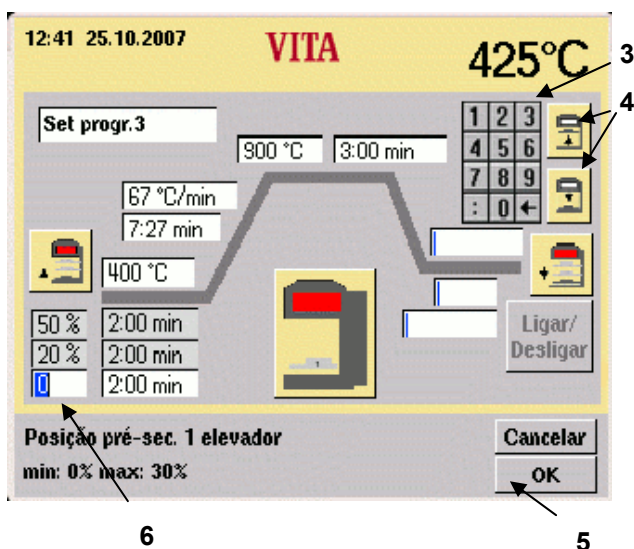 12:41 25.10.2007
VITA
425°C
3
4
Set progr.3
900 °C
3:00 min
1 2 3
4 5 6
7 8 9
: 0 ←
67 °C/min
7:27 min
400 °C
50 % 2:00 min
20 % 2:00 min
0 2:00 min
Ligar/
Desligar
Posição pré-sec. 1 elevador
min: 0% max: 30%
Cancelar
OK
6
5